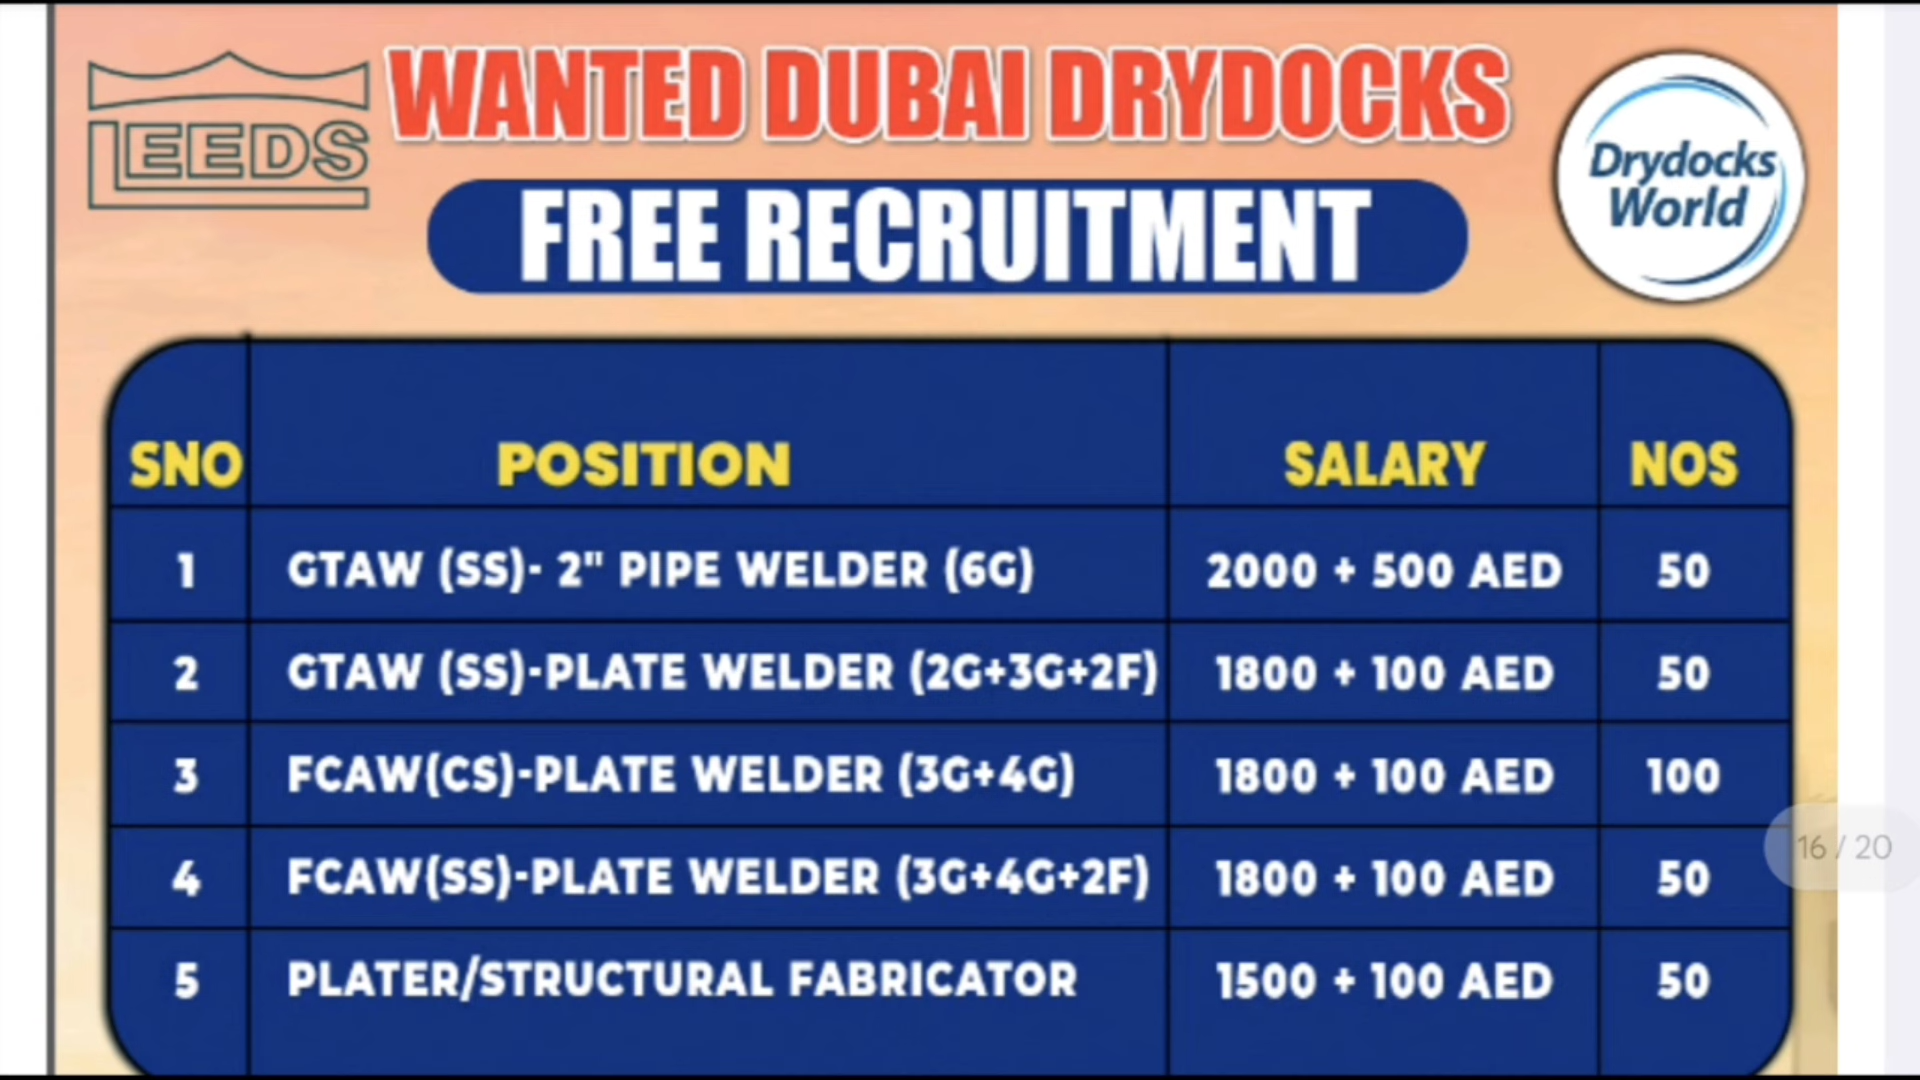 LEEDS
WANTED DUBAI DRYDOCKS
FREE RECRUITMENT
Drydocks
World
SNO POSITION SALARY NOS
1 GTAW (SS)- 2" PIPE WELDER (6G) 2000 + 500 AED 50
2 GTAW (SS)-PLATE WELDER (2G+3G+2F) 1800 + 100 AED 50
3 FCAW(CS)-PLATE WELDER (3G+4G) 1800 + 100 AED 100
4 FCAW(SS)-PLATE WELDER (3G+4G+2F) 1800 + 100 AED 50
16 / 20
5 PLATER/STRUCTURAL FABRICATOR 1500 + 100 AED 50